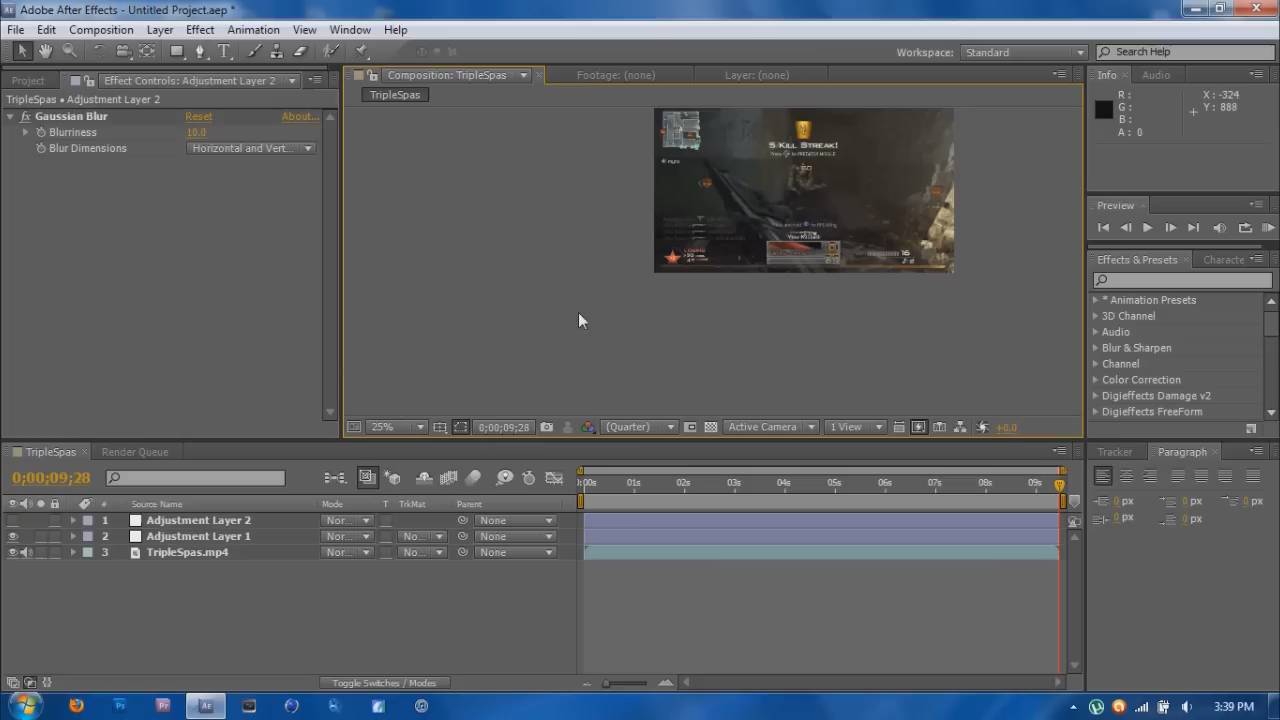 Adobe After Effects - Untitled Project.aep *
File Edit Composition Layer Effect Animation View Window Help
Workspace: Standard Search Help
Project Effect Controls: Adjustment Layer 2
TripleSpas • Adjustment Layer 2
fx Gaussian Blur Reset About...
Blurriness 10.0
Blur Dimensions Horizontal and Vert...
Composition: TripleSpas Footage: (none) Layer: (none)
TripleSpas
5 KILL STREAK!
16
25% 0;00;09;28 (Quarter) Active Camera 1 View +0.0
Info Audio
R: X: -324
G: Y: 888
B:
A: 0
Preview
Effects & Presets Characte
* Animation Presets
3D Channel
Audio
Blur & Sharpen
Channel
Color Correction
Digieffects Damage v2
Digieffects FreeForm
TripleSpas Render Queue
0;00;09;28
):00s 01s 02s 03s 04s 05s 06s 07s 08s 09s
# Source Name Mode T TrkMat Parent
1 Adjustment Layer 2 Nor... None
2 Adjustment Layer 1 Nor... No... None
3 TripleSpas.mp4 Nor... No... None
Toggle Switches / Modes
Tracker Paragraph
0 px 0 px 0 px
0 px 0 px
3:39 PM